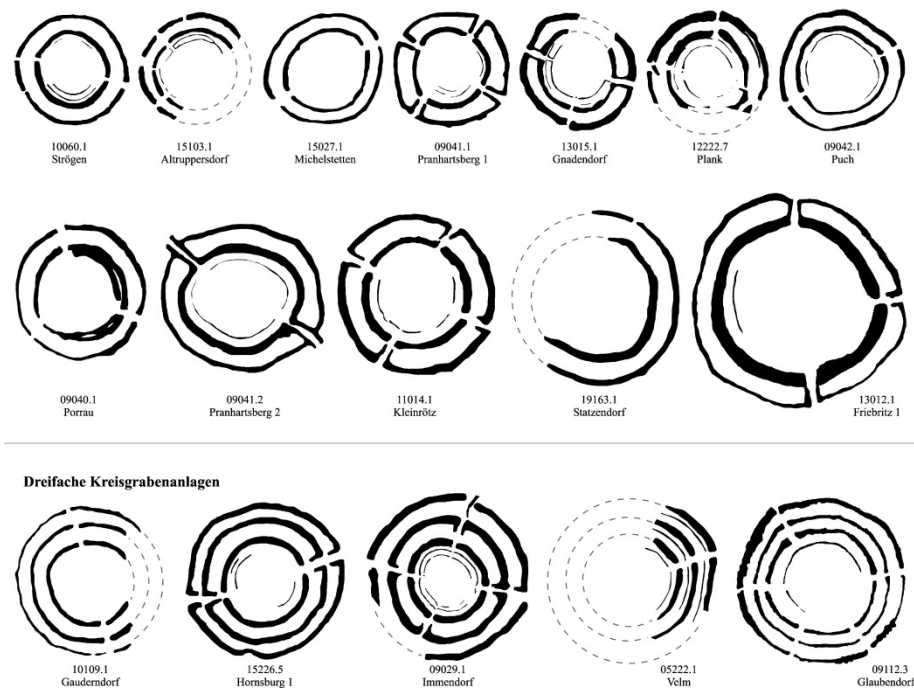 10060.1
Strögen
15103.1
Altruppersdorf
15027.1
Michelstetten
09041.1
Pranhartsberg 1
13015.1
Gnadendorf
12222.7
Plank
09042.1
Puch
09040.1
Porrau
09041.2
Pranhartsberg 2
11014.1
Kleinrötz
19163.1
Statzendorf
13012.1
Friebritz 1
Dreifache Kreisgrabenanlagen
10109.1
Gauderndorf
15226.5
Hornsburg 1
09029.1
Immendorf
05222.1
Velm
09112.3
Glaubendorf